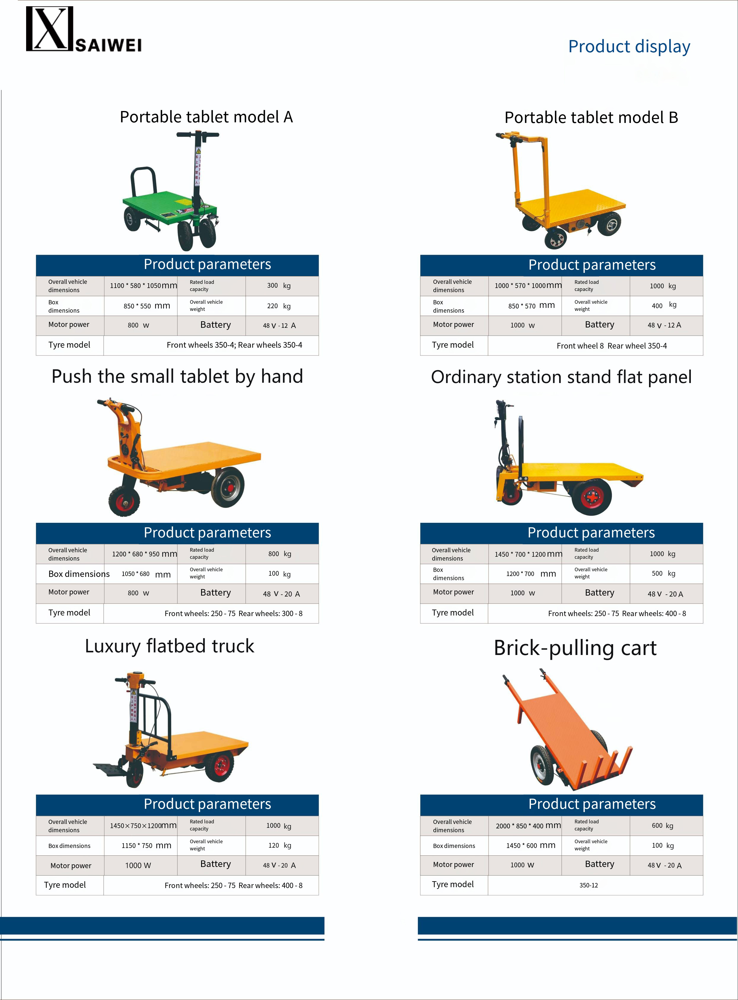 X
SAIWEI
Product display
Portable tablet model A
Product parameters
Overall vehicle dimensions 1100 * 580 * 1050 mm Rated load capacity 300 kg
Box dimensions 850 * 550 mm Overall vehicle weight 220 kg
Motor power 800 W Battery 48 V - 12 A
Tyre model Front wheels 350-4; Rear wheels 350-4
Portable tablet model B
Product parameters
Overall vehicle dimensions 1000 * 570 * 1000 mm Rated load capacity 1000 kg
Box dimensions 850 * 570 mm Overall vehicle weight 400 kg
Motor power 1000 W Battery 48 V - 12 A
Tyre model Front wheel 8 Rear wheel 350-4
Push the small tablet by hand
Product parameters
Overall vehicle dimensions 1200 * 680 * 950 mm Rated load capacity 800 kg
Box dimensions 1050 * 680 mm Overall vehicle weight 100 kg
Motor power 800 W Battery 48 V - 20 A
Tyre model Front wheels: 250 - 75 Rear wheels: 300 - 8
Ordinary station stand flat panel
Product parameters
Overall vehicle dimensions 1450 * 700 * 1200 mm Rated load capacity 1000 kg
Box dimensions 1200 * 700 mm Overall vehicle weight 500 kg
Motor power 1000 W Battery 48 V - 20 A
Tyre model Front wheels: 250 - 75 Rear wheels: 400 - 8
Luxury flatbed truck
Product parameters
Overall vehicle dimensions 1450×750×1200mm Rated load capacity 1000 kg
Box dimensions 1150 * 750 mm Overall vehicle weight 120 kg
Motor power 1000 W Battery 48 V - 20 A
Tyre model Front wheels: 250 - 75 Rear wheels: 400 - 8
Brick-pulling cart
Product parameters
Overall vehicle dimensions 2000 * 850 * 400 mm Rated load capacity 600 kg
Box dimensions 1450 * 600 mm Overall vehicle weight 100 kg
Motor power 1000 W Battery 48 V - 20 A
Tyre model 350-12